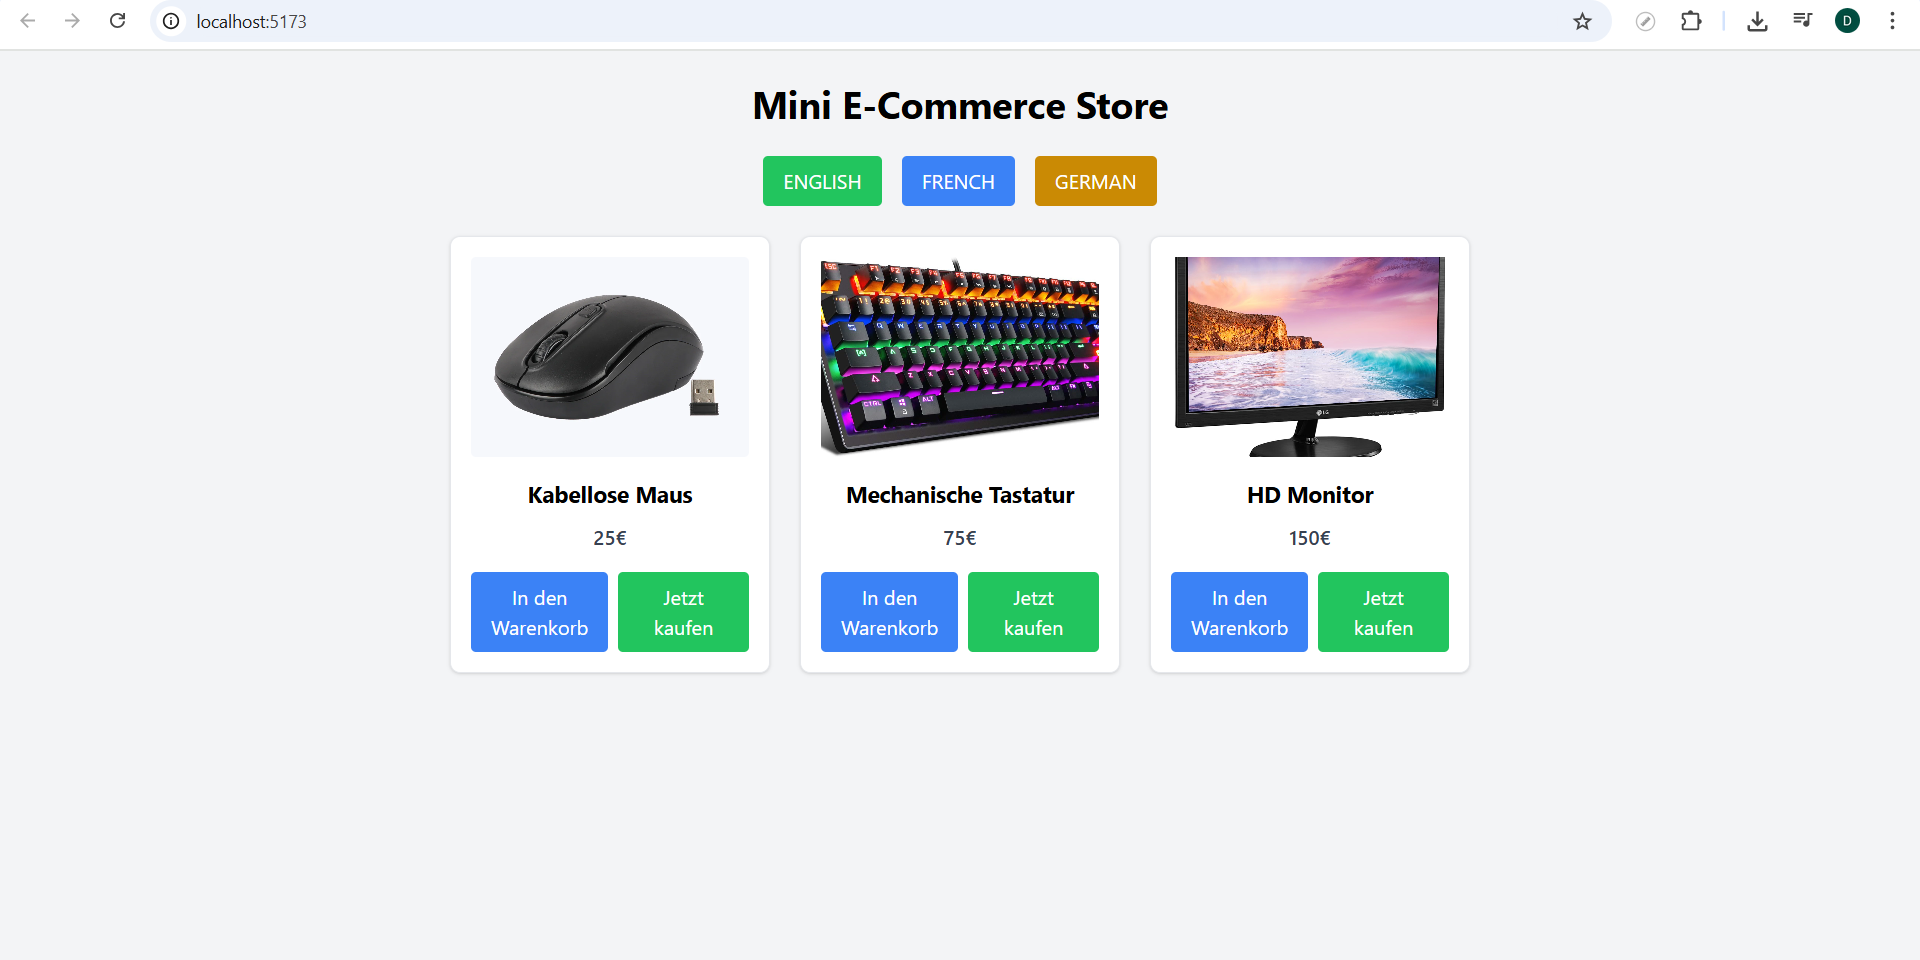 localhost:5173
D
Mini E-Commerce Store
ENGLISH
FRENCH
GERMAN
LG
Kabellose Maus
25€
In den
Warenkorb
Jetzt
kaufen
Mechanische Tastatur
75€
In den
Warenkorb
Jetzt
kaufen
HD Monitor
150€
In den
Warenkorb
Jetzt
kaufen